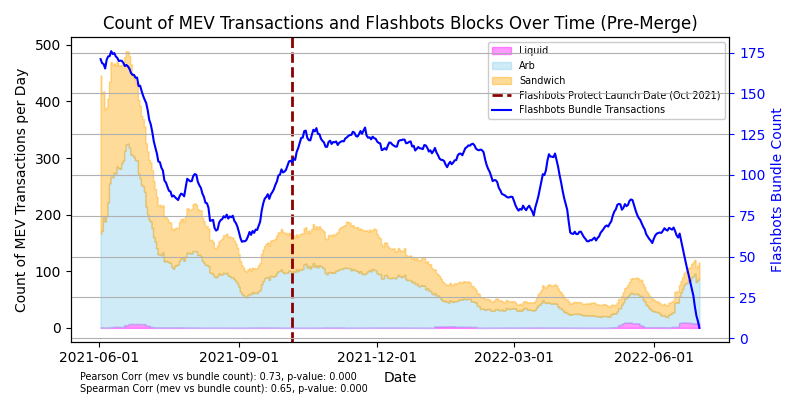 Count of MEV Transactions and Flashbots Blocks Over Time (Pre-Merge)
Count of MEV Transactions per Day
500
400
300
200
100
0
Liquid
Arb
Sandwich
Flashbots Protect Launch Date (Oct 2021)
Flashbots Bundle Transactions
175
150
125
100
75
50
25
0
Flashbots Bundle Count
2021-06-01 2021-09-01 2021-12-01 2022-03-01 2022-06-01
Date
Pearson Corr (mev vs bundle count): 0.73, p-value: 0.000
Spearman Corr (mev vs bundle count): 0.65, p-value: 0.000